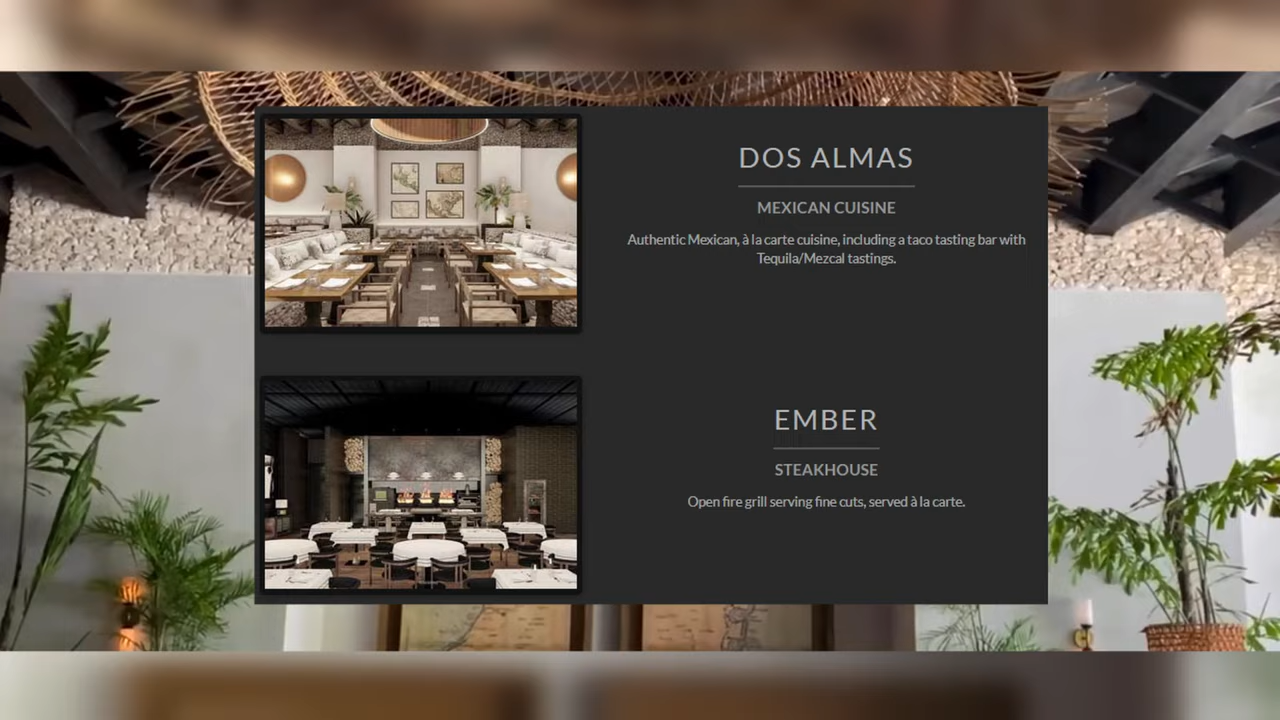 DOS ALMAS
MEXICAN CUISINE
Authentic Mexican, à la carte cuisine, including a taco tasting bar with
Tequila/Mezcal tastings.
EMBER
STEAKHOUSE
Open fire grill serving fine cuts, served à la carte.